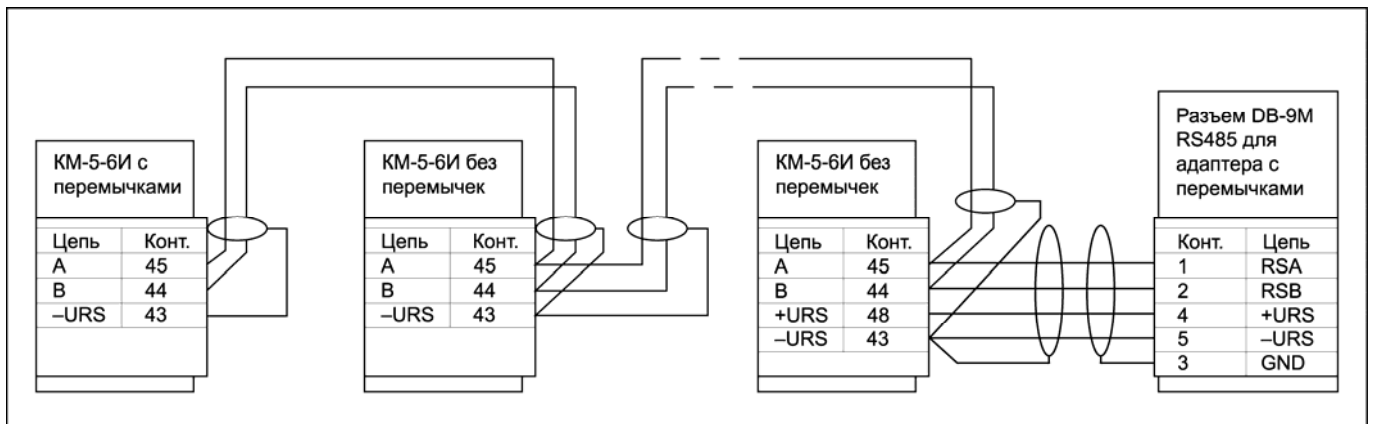 КМ-5-6И с
перемычками
Цепь Конт.
A 45
B 44
–URS 43
КМ-5-6И без
перемычек
Цепь Конт.
A 45
B 44
–URS 43
КМ-5-6И без
перемычек
Цепь Конт.
A 45
B 44
+URS 48
–URS 43
Разъем DB-9M
RS485 для
адаптера с
перемычками
Конт. Цепь
1 RSA
2 RSB
4 +URS
5 –URS
3 GND